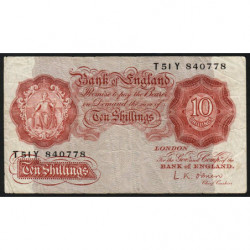 T51Y 840778
Bank of England
Promise to pay the Bearer
on Demand the sum of
Ten Shillings
10
SHILLINGS
LONDON
For the Gov. and Comp.a of the
BANK OF ENGLAND.
T51Y 840778
Ten Shillings
L.K. O'Brien
Chief Cashier